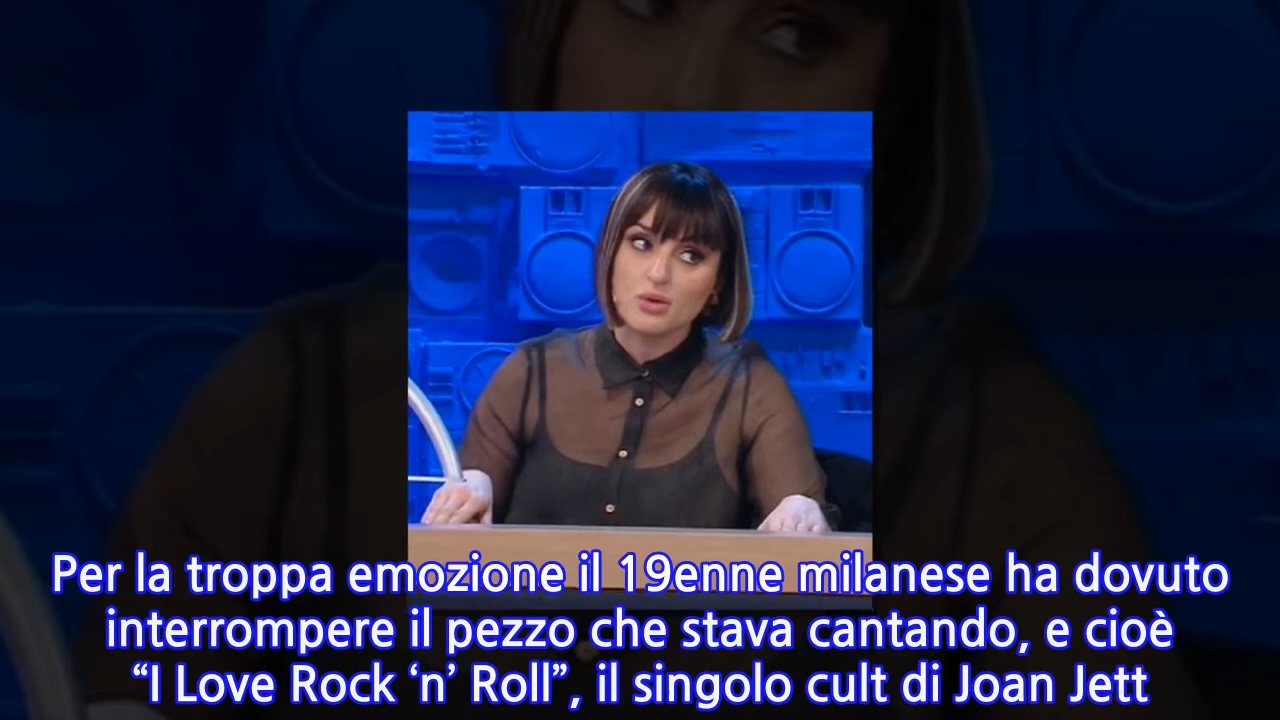 Per la troppa emozione il 19enne milanese ha dovuto
interrompere il pezzo che stava cantando, e cioè
“I Love Rock ‘n’ Roll”, il singolo cult di Joan Jett